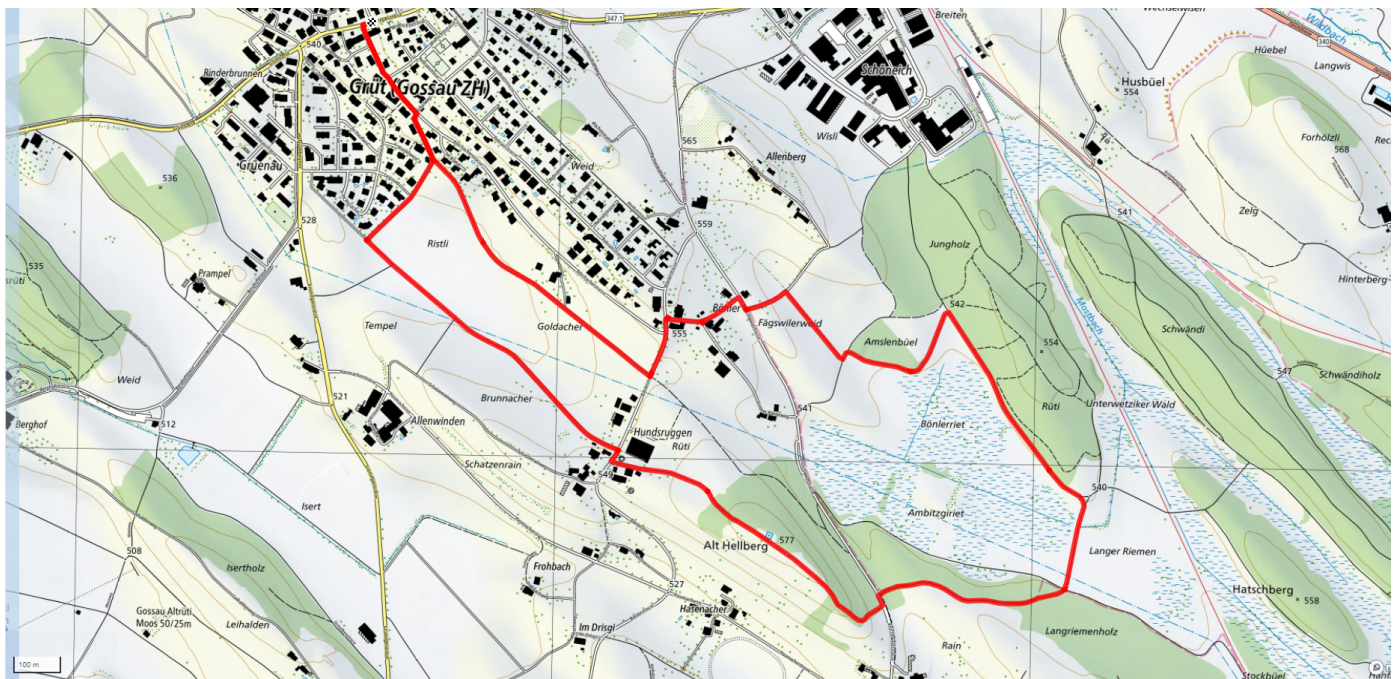 347.1
Breiten
Wechselwisen
Wildbach
340
Hüebel
Langwis
540
Rinderbrunnen
Schöneich
Husbüel
554
Grüt (Gossau ZH)
Wisli
Forhölzli
568
565
Allenberg
Gruenau
Weid
536
528
559
541
Zelg
Ristli
Jungholz
535
Prampel
Hinterberg
Bönler
542
Mostbach
Tempel
Goldacher
555
Fägswilerweid
Amslenbüel
554
Schwändi
Weid
547
Schwändiholz
521
Brunnacher
541
Rüti
Unterwetziker Wald
Berghof
512
Allenwinden
Hundsruggen
Rüti
Bönlerriet
Schatzenrain
549
540
Isert
Ambitzgiriet
577
Alt Hellberg
508
Langer Riemen
Isertholz
Frohbach
527
Hatschberg
558
Gossau Altrüti
Moos 50/25m
Leihalden
Hasenacher
Im Drisgi
Langriemenholz
Rain
100 m
Stockbüel